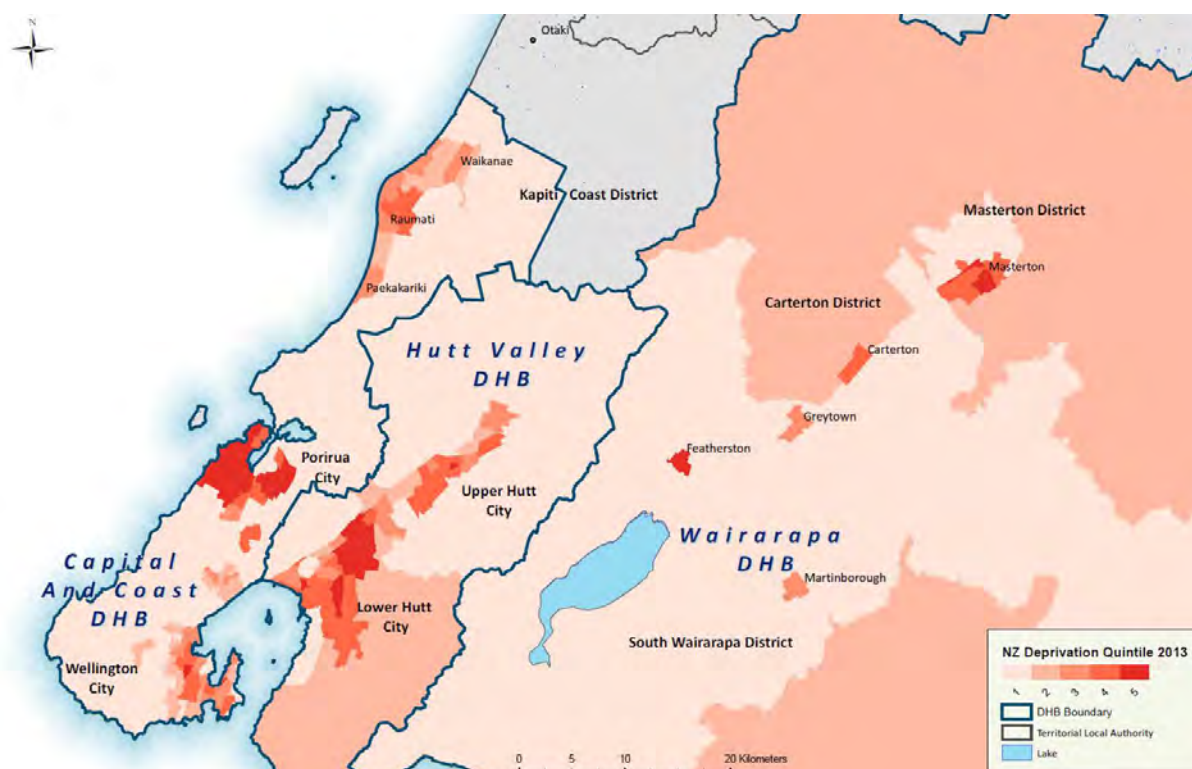 N
Otaki
Waikanae
Kapiti Coast District
Raumati
Masterton District
Masterton
Paekakariki
Carterton District
Hutt Valley
DHB
Carterton
Greytown
Featherston
Porirua
City
Upper Hutt
City
Wairarapa
DHB
Capital
And Coast
DHB
Martinborough
Lower Hutt
City
South Wairarapa District
Wellington
City
NZ Deprivation Quintile 2013
1 2 3 4 5
DHB Boundary
Territorial Local Authority
Lake
0 5 10 20 Kilometers